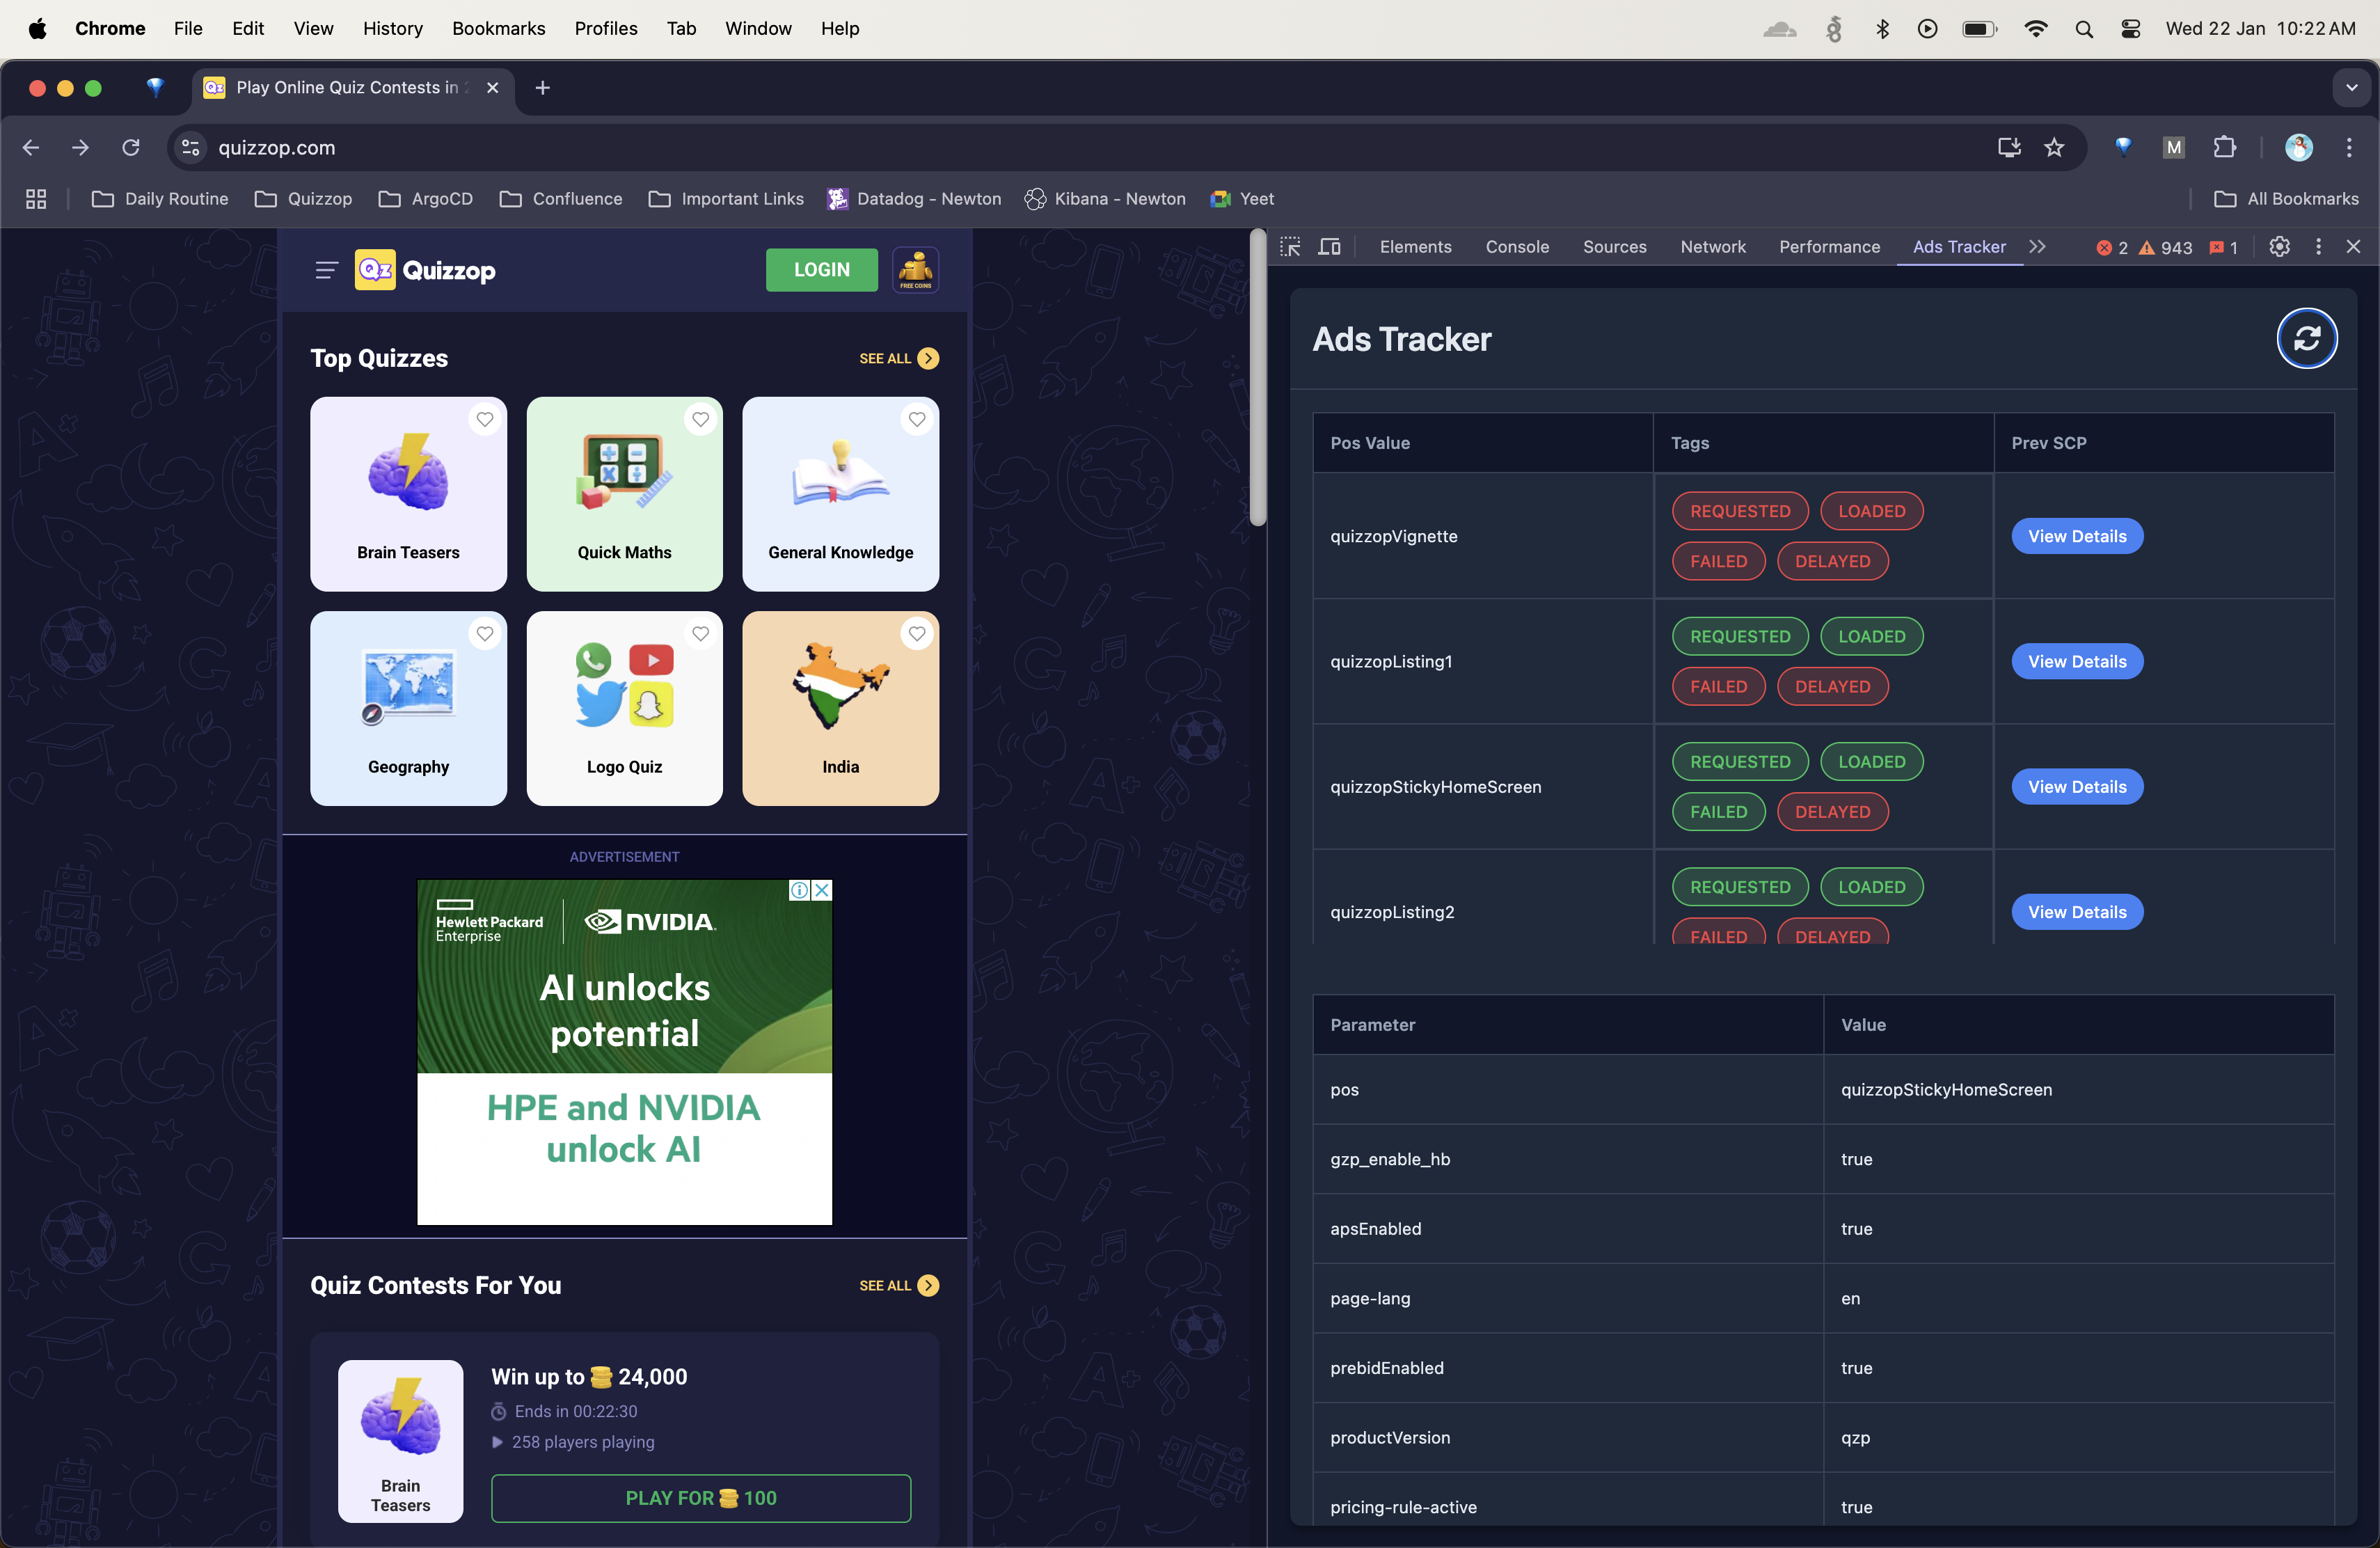 Chrome File Edit View History Bookmarks Profiles Tab Window Help Wed 22 Jan 10:22 AM
Play Online Quiz Contests in
quizzop.com
M
Daily Routine Quizzop ArgoCD Confluence Important Links Datadog - Newton Kibana - Newton Yeet All Bookmarks
Qz Quizzop LOGIN FREE COINS
Top Quizzes SEE ALL
Brain Teasers Quick Maths General Knowledge
Geography Logo Quiz India
ADVERTISEMENT
Hewlett Packard
Enterprise
NVIDIA.
AI unlocks
potential
HPE and NVIDIA
unlock AI
Quiz Contests For You SEE ALL
Brain
Teasers
Win up to 24,000
Ends in 00:22:30
258 players playing
PLAY FOR 100
Elements Console Sources Network Performance Ads Tracker 2 943 1
Ads Tracker
Pos Value Tags Prev SCP
quizzopVignette REQUESTED LOADED FAILED DELAYED View Details
quizzopListing1 REQUESTED LOADED FAILED DELAYED View Details
quizzopStickyHomeScreen REQUESTED LOADED FAILED DELAYED View Details
quizzopListing2 REQUESTED LOADED FAILED DELAYED View Details
Parameter Value
pos quizzopStickyHomeScreen
gzp_enable_hb true
apsEnabled true
page-lang en
prebidEnabled true
productVersion qzp
pricing-rule-active true